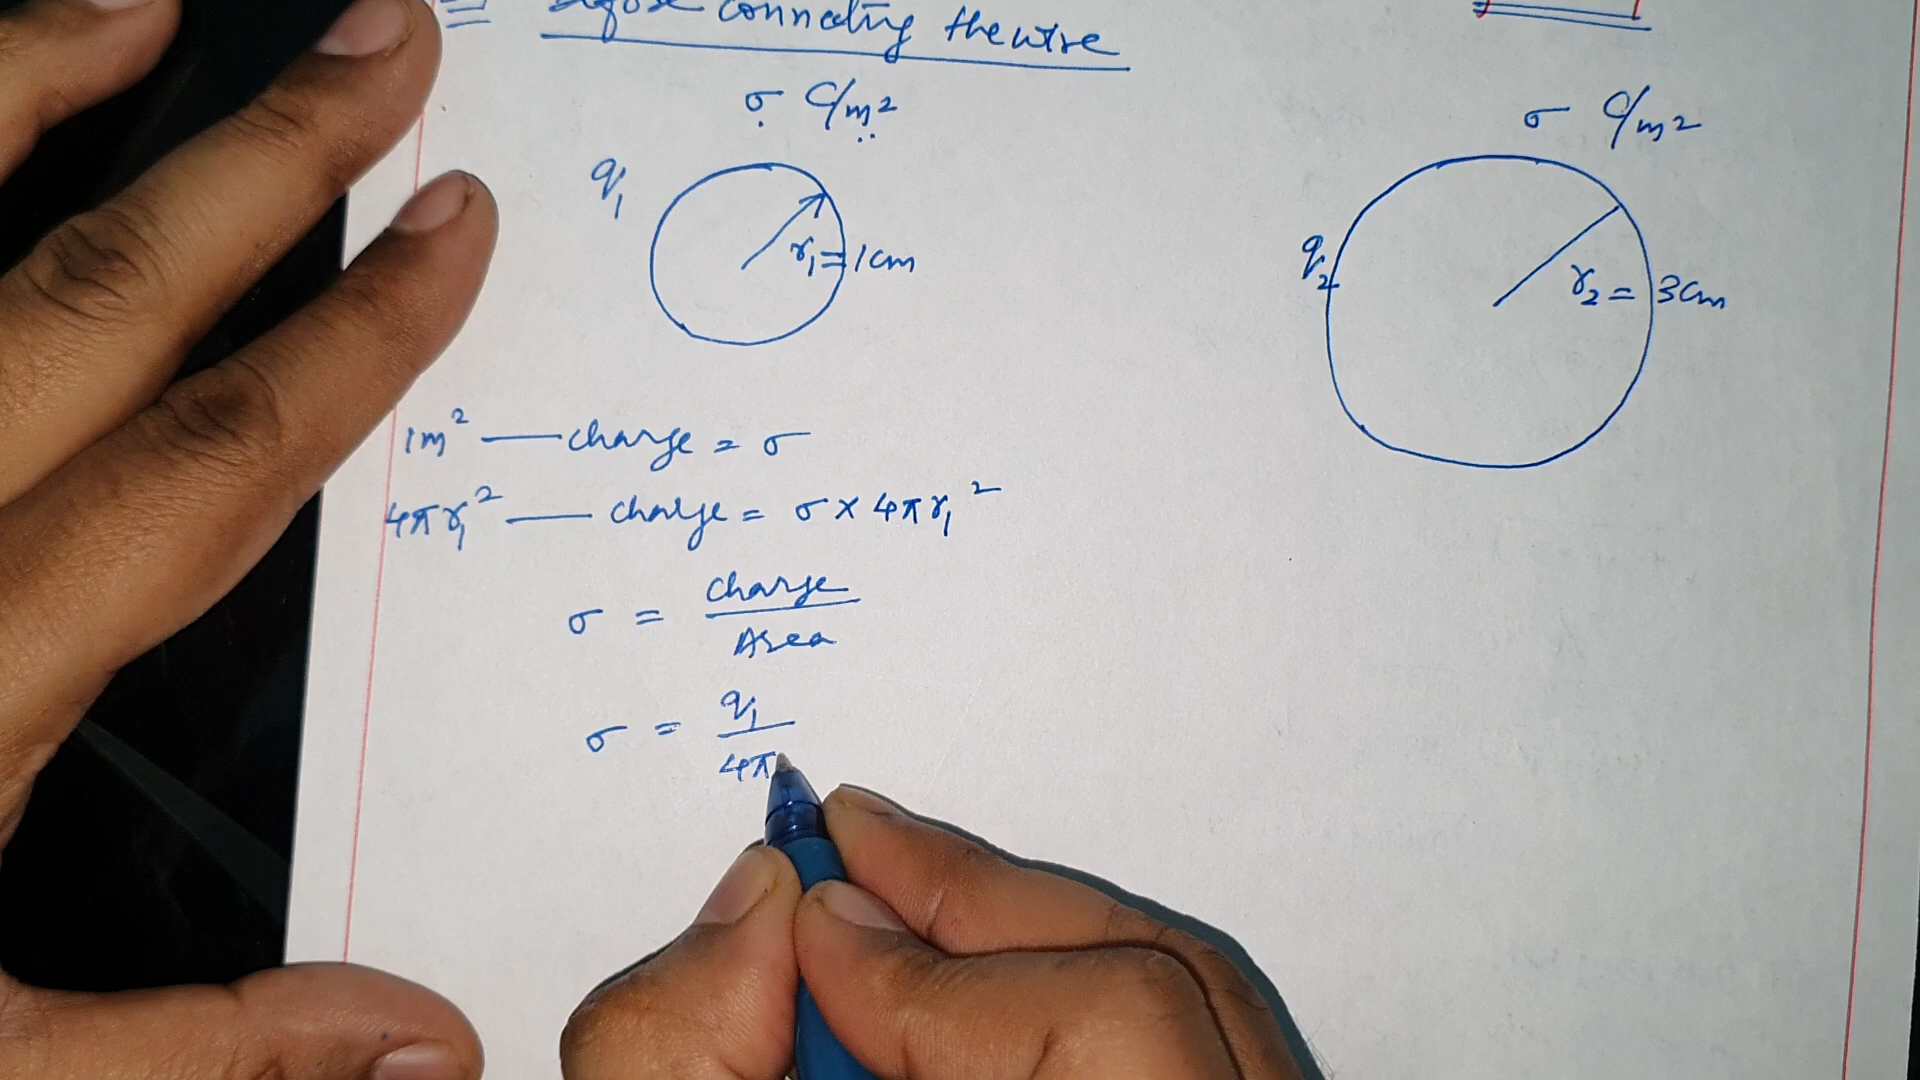 connecting the wire
σ C/m²
q₁
r₁ = 1cm
σ C/m²
q₂
r₂ = 3cm
1m² — charge = σ
4πr₁² — charge = σ × 4πr₁²
σ = charge / Area
σ = q₁ / 4π